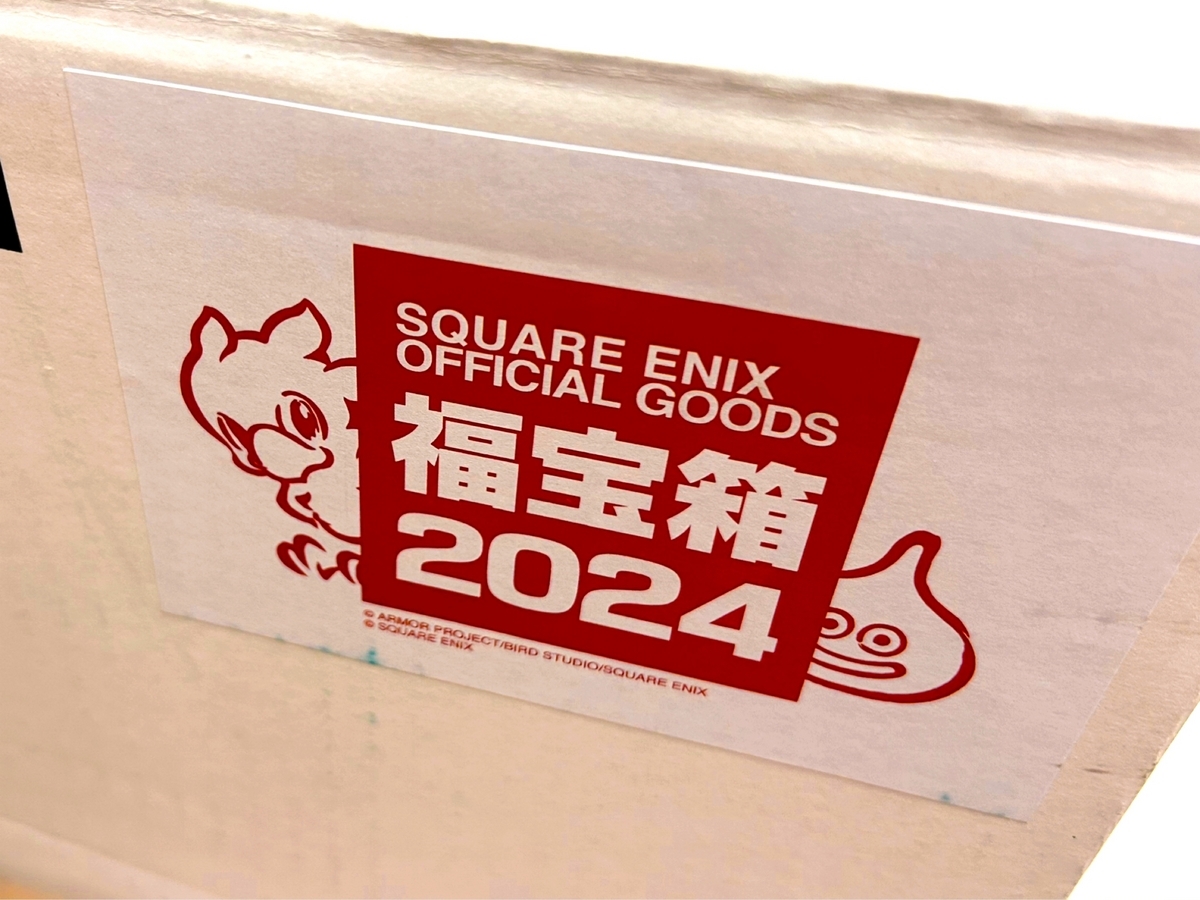 SQUARE ENIX
OFFICIAL GOODS
福宝箱
2024
© ARMOR PROJECT/BIRD STUDIO/SQUARE ENIX
© SQUARE ENIX